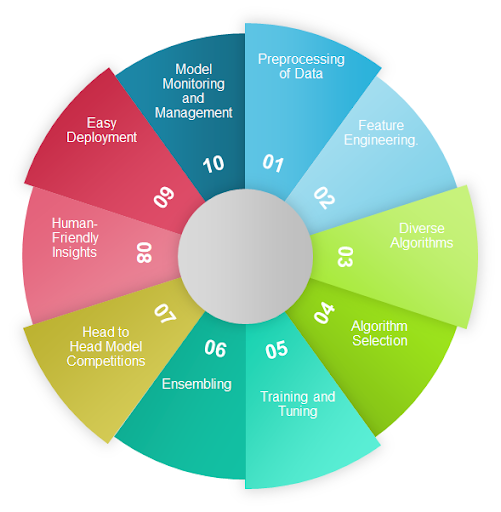 Preprocessing
of Data
01
Feature
Engineering.
02
Diverse
Algorithms
03
Algorithm
Selection
04
Training and
Tuning
05
Ensembling
06
Head to
Head Model
Competitions
07
Human-
Friendly
Insights
08
Easy
Deployment
09
Model
Monitoring
and
Management
10